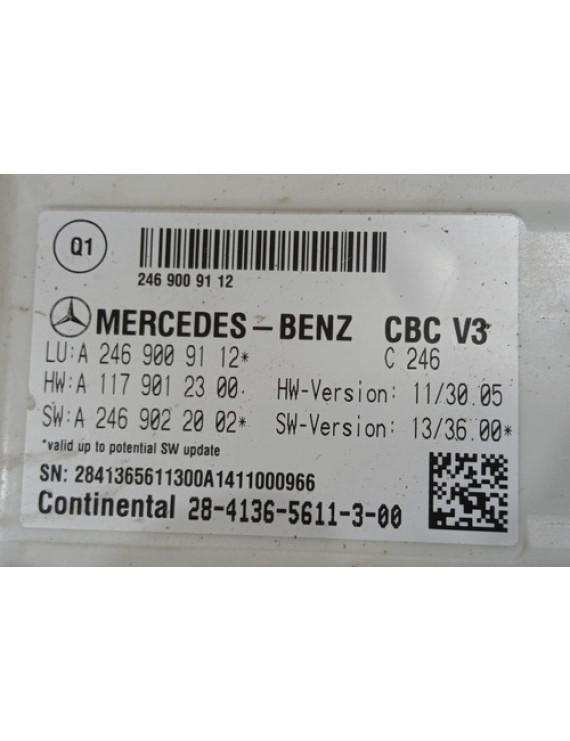 Q1
246 900 91 12
MERCEDES-BENZ CBC V3
LU:A 246 900 91 12* C 246
HW:A 117 901 23 00. HW-Version: 11/30.05
SW:A 246 902 20 02* SW-Version: 13/36.00*
*valid up to potential SW update
SN: 2841365611300A1411000966
Continental 28-4136-5611-3-00